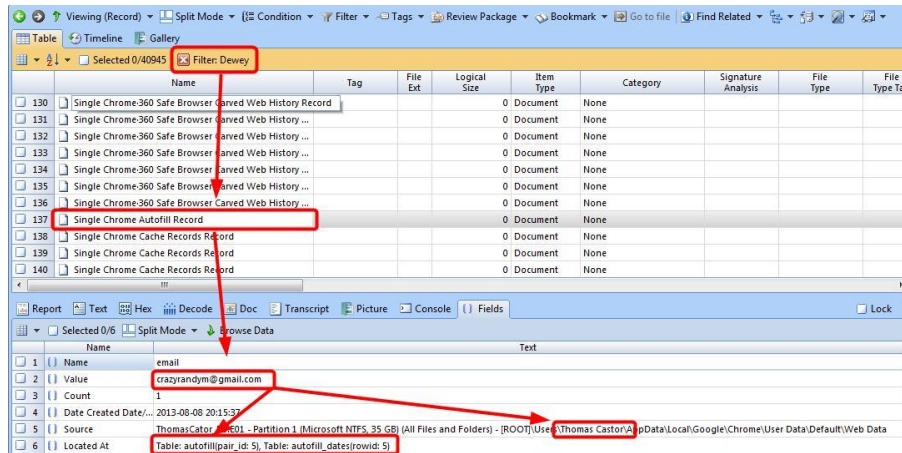 Viewing (Record) Split Mode Condition Filter Tags Review Package Bookmark Go to file Find Related
Table Timeline Gallery
Selected 0/40945 Filter: Dewey
Name Tag File Ext Logical Size Item Type Category Signature Analysis File Type File Type Ta
130 Single Chrome-360 Safe Browser Carved Web History Record 0 Document None
131 Single Chrome-360 Safe Browser Carved Web History ... 0 Document None
132 Single Chrome-360 Safe Browser Carved Web History ... 0 Document None
133 Single Chrome-360 Safe Browser Carved Web History ... 0 Document None
134 Single Chrome-360 Safe Browser Carved Web History ... 0 Document None
135 Single Chrome-360 Safe Browser Carved Web History ... 0 Document None
136 Single Chrome-360 Safe Browser Carved Web History ... 0 Document None
137 Single Chrome Autofill Record 0 Document None
138 Single Chrome Cache Records Record 0 Document None
139 Single Chrome Cache Records Record 0 Document None
140 Single Chrome Cache Records Record 0 Document None
Report Text Hex Decode Doc Transcript Picture Console Fields Lock
Selected 0/6 Split Mode Browse Data
Name Text
1 Name email
2 Value crazyrandym@gmail.com
3 Count 1
4 Date Created Date/... 2013-08-08 20:15:37
5 Source ThomasCator - Partition 1 (Microsoft NTFS, 35 GB) (All Files and Folders) - [ROOT]\Users\Thomas Castor\AppData\Local\Google\Chrome\User Data\Default\Web Data
6 Located At Table: autofill(pair_id: 5), Table: autofill_dates(rowid: 5)